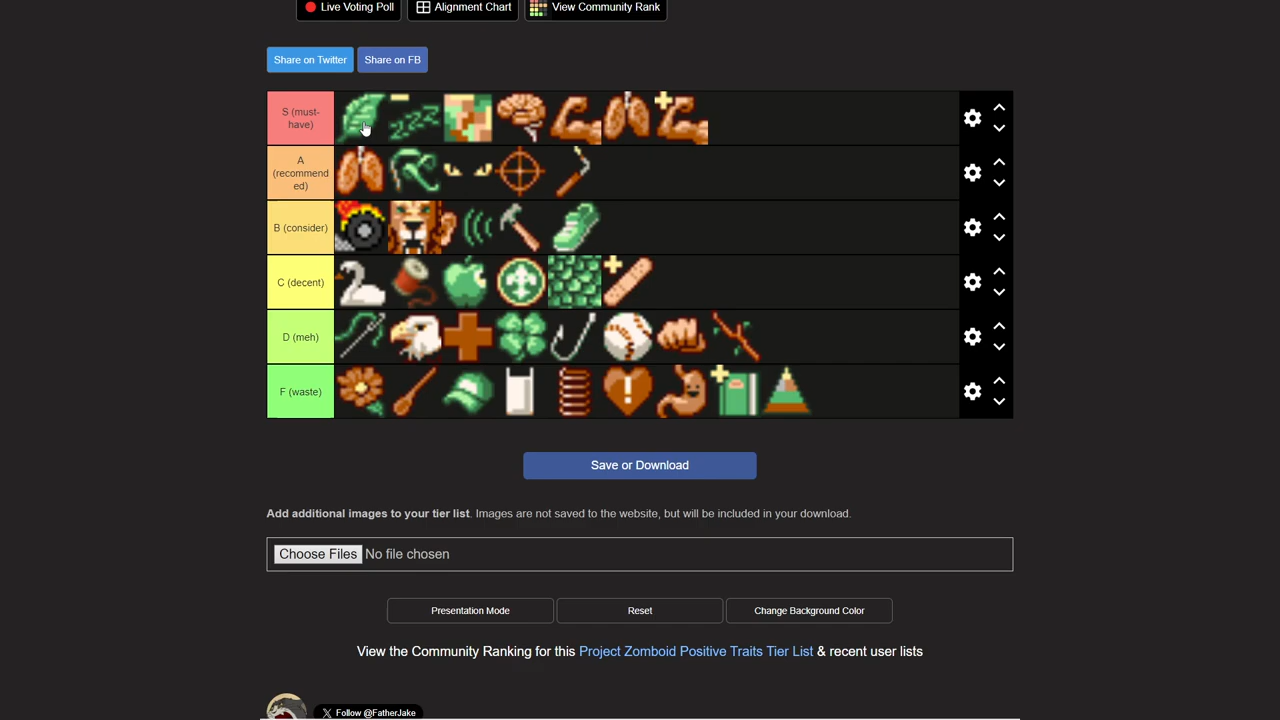 Live Voting Poll
Alignment Chart
View Community Rank
Share on Twitter
Share on FB
S (must-
have)
A
(recommend
ed)
B (consider)
C (decent)
D (meh)
F (waste)
Save or Download
Add additional images to your tier list. Images are not saved to the website, but will be included in your download.
Choose Files No file chosen
Presentation Mode
Reset
Change Background Color
View the Community Ranking for this Project Zomboid Positive Traits Tier List & recent user lists
X Follow @FatherJake